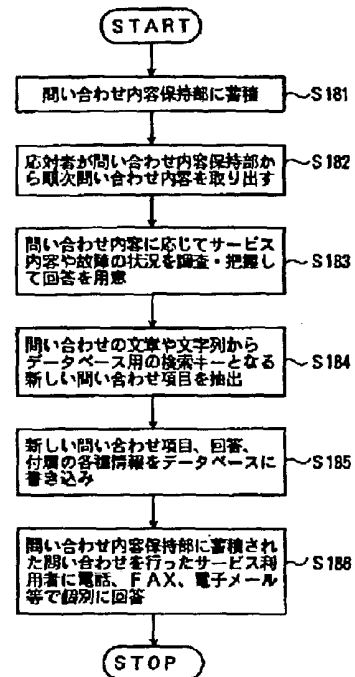 START
問い合わせ内容保持部に蓄積
S181
応対者が問い合わせ内容保持部か
ら順次問い合わせ内容を取り出す
S182
問い合わせ内容に応じてサービス
内容や故障の状況を調査・把握し
て回答を用意
S183
問い合わせの文章や文字列から
データベース用の検索キーとなる
新しい問い合わせ項目を抽出
S184
新しい問い合わせ項目、回答、
付属の各種情報をデータベースに
書き込み
S185
問い合わせ内容保持部に蓄積され
た問い合わせを行ったサービス利
用者に電話、FAX、電子メール
等で個別に回答
S186
STOP